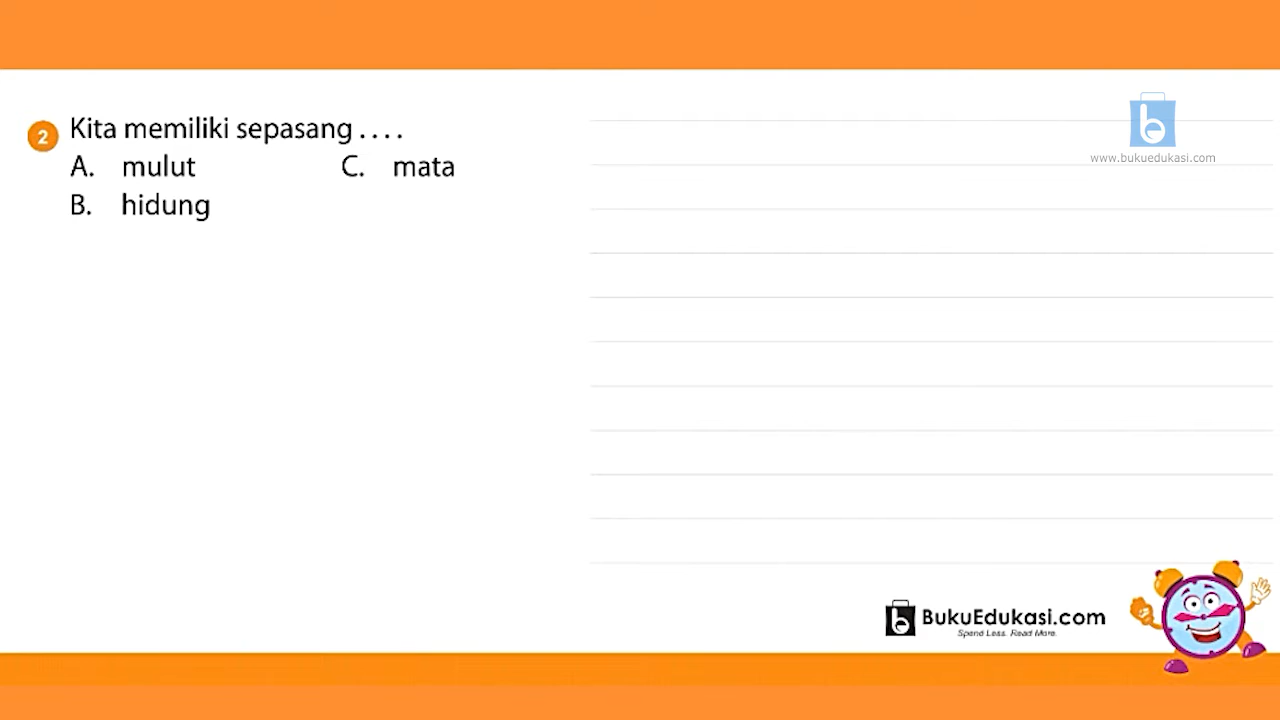 2 Kita memiliki sepasang ....
A. mulut C. mata
B. hidung
www.bukuedukasi.com
BukuEdukasi.com
Spend Less. Read More.